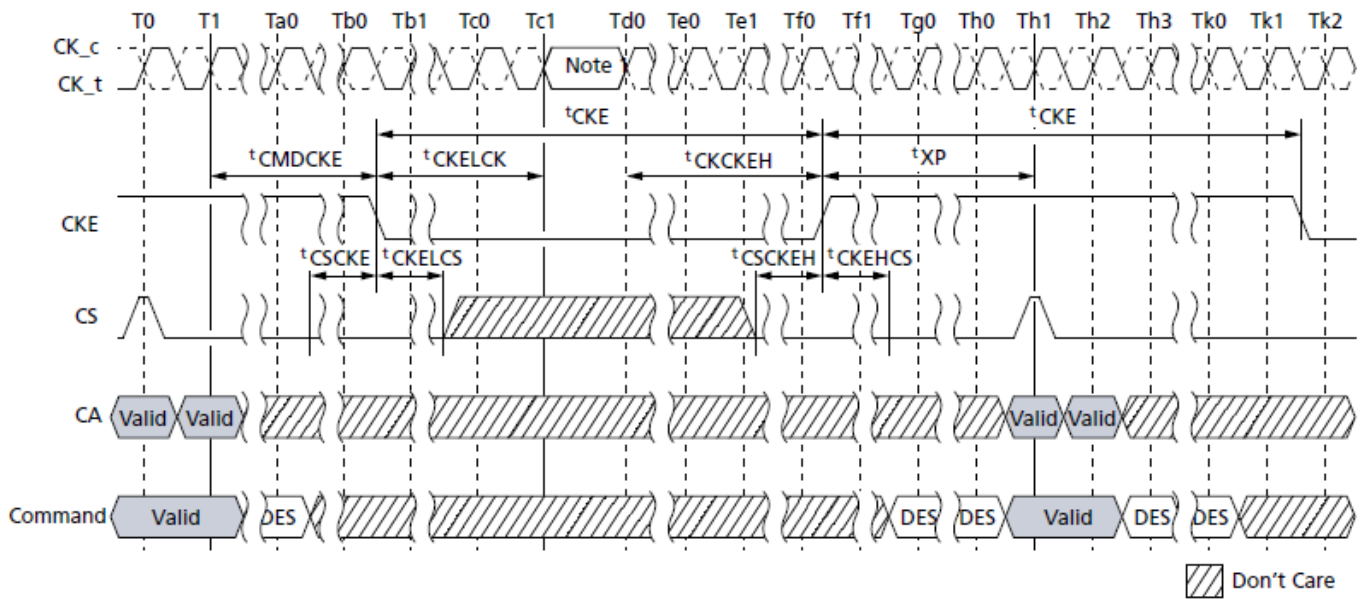 T0 T1 Ta0 Tb0 Tb1 Tc0 Tc1 Td0 Te0 Te1 Tf0 Tf1 Tg0 Th0 Th1 Th2 Th3 Tk0 Tk1 Tk2
CK_c
Note
CK_t
tCKE tCKE
tCMDCKE tCKELCK tCKCKEH tXP
CKE
tCSCKE tCKELCS tCSCKEH tCKEHCS
CS
CA Valid Valid Valid Valid
Command Valid DES DES DES Valid DES DES
Don't Care